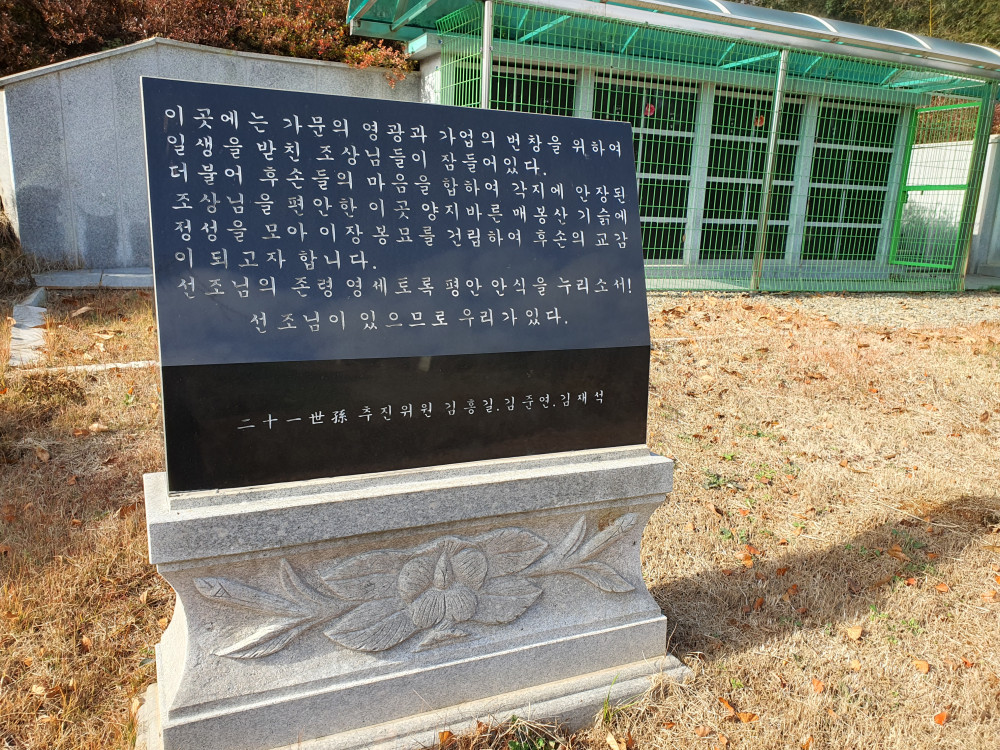 이 곳에는 가문의 영광과 가업의 번창을 위하여
일생을 받친 조상님들이 잠들어있다.
더불어 후손들의 마음을 합하여 각지에 안장된
조상님을 편안한 이곳 양지바른 매봉산 기슭에
정성을 모아 이장 봉묘를 건립하여 후손의 교감
이 되고자 합니다.
선조님의 존령 영세토록 평안 안식을 누리소서!
선조님이 있으므로 우리가 있다.
二十一世孫 추진위원 김흥길.김준연.김재석